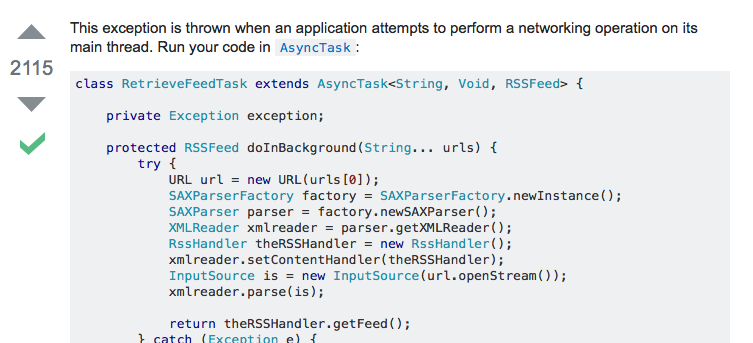 This exception is thrown when an application attempts to perform a networking operation on its
main thread. Run your code in AsyncTask:
2115
class RetrieveFeedTask extends AsyncTask<String, Void, RSSFeed> {
    private Exception exception;
    protected RSSFeed doInBackground(String... urls) {
        try {
            URL url = new URL(urls[0]);
            SAXParserFactory factory = SAXParserFactory.newInstance();
            SAXParser parser = factory.newSAXParser();
            XMLReader xmlreader = parser.getXMLReader();
            RssHandler theRSSHandler = new RssHandler();
            xmlreader.setContentHandler(theRSSHandler);
            InputSource is = new InputSource(url.openStream());
            xmlreader.parse(is);
            return theRSSHandler.getFeed();
        } catch (Exception e) {